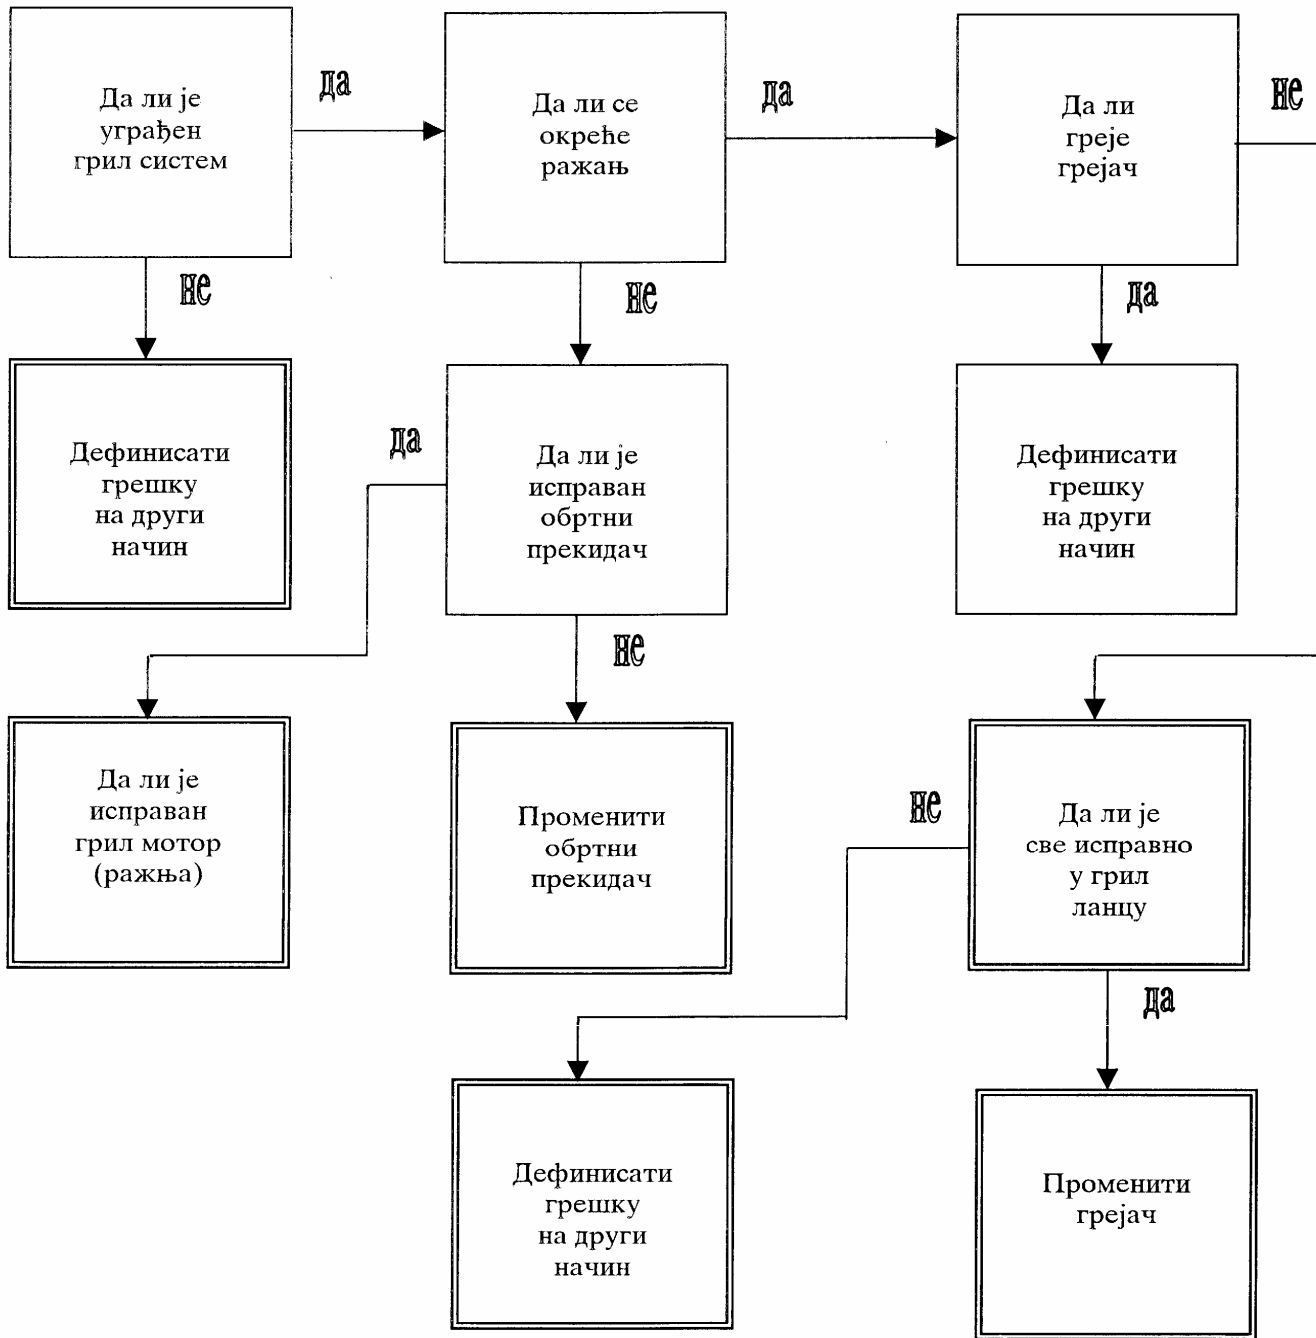 Да ли је
уграђен
грил систем
да
Да ли се
окреће
ражањ
да
Да ли
греје
грејач
не
не
не
да
Дефинисати
грешку
на други
начин
да
Да ли је
исправан
обртни
прекидач
Дефинисати
грешку
на други
начин
не
Да ли је
исправан
грил мотор
(ражња)
Променити
обртни
прекидач
не
Да ли је
све исправно
у грил
ланцу
да
Дефинисати
грешку
на други
начин
Променити
грејач